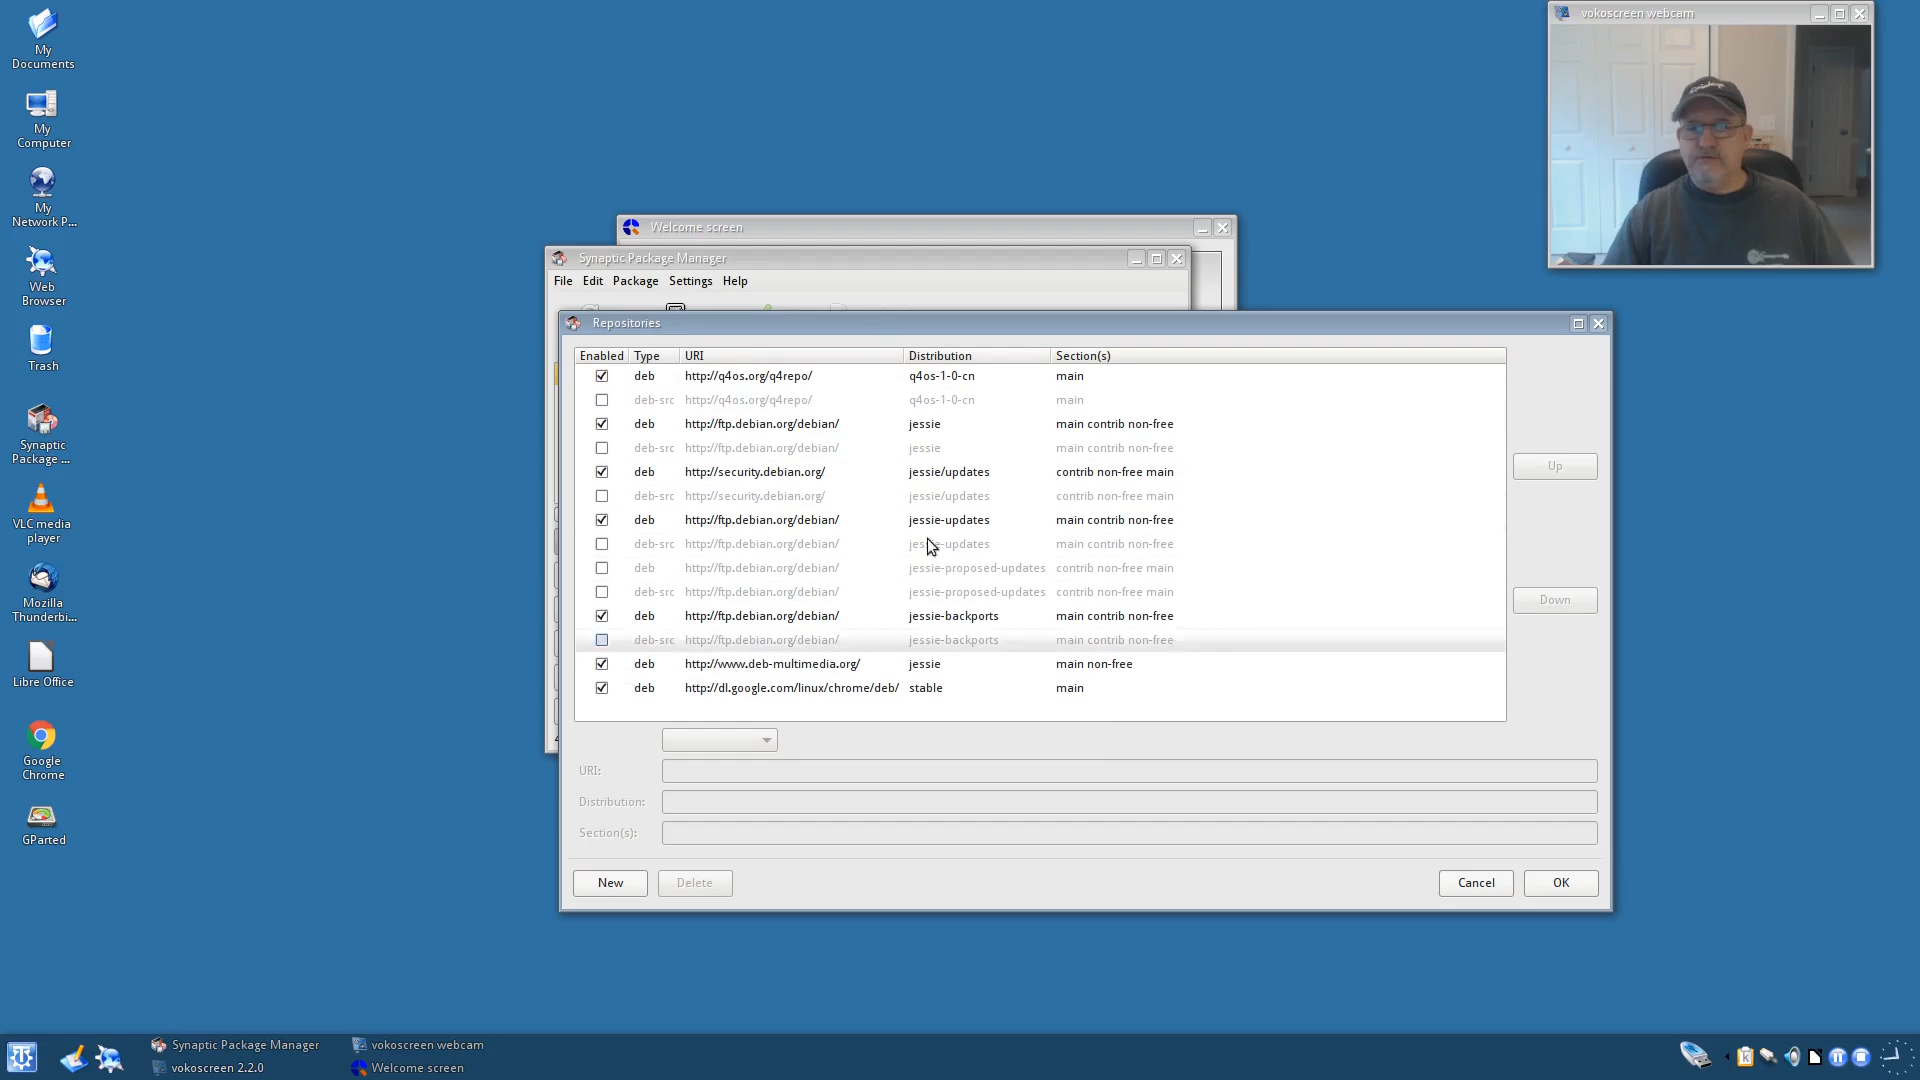 My
Documents
My
Computer
My
Network P...
Web
Browser
Trash
Synaptic
Package ...
VLC media
player
Mozilla
Thunderbi...
Libre Office
Google
Chrome
GParted
vokoscreen webcam
Welcome screen
Synaptic Package Manager
File Edit Package Settings Help
Repositories
Enabled Type URI Distribution Section(s)
deb http://q4os.org/q4repo/ q4os-1-0-cn main
deb-src http://q4os.org/q4repo/ q4os-1-0-cn main
deb http://ftp.debian.org/debian/ jessie main contrib non-free
deb-src http://ftp.debian.org/debian/ jessie main contrib non-free
deb http://security.debian.org/ jessie/updates contrib non-free main
deb-src http://security.debian.org/ jessie/updates contrib non-free main
deb http://ftp.debian.org/debian/ jessie-updates main contrib non-free
deb-src http://ftp.debian.org/debian/ jessie-updates main contrib non-free
deb http://ftp.debian.org/debian/ jessie-proposed-updates contrib non-free main
deb-src http://ftp.debian.org/debian/ jessie-proposed-updates contrib non-free main
deb http://ftp.debian.org/debian/ jessie-backports main contrib non-free
deb-src http://ftp.debian.org/debian/ jessie-backports main contrib non-free
deb http://www.deb-multimedia.org/ jessie main non-free
deb http://dl.google.com/linux/chrome/deb/ stable main
Up
Down
URI:
Distribution:
Section(s):
New Delete Cancel OK
Synaptic Package Manager vokoscreen webcam
vokoscreen 2.2.0 Welcome screen